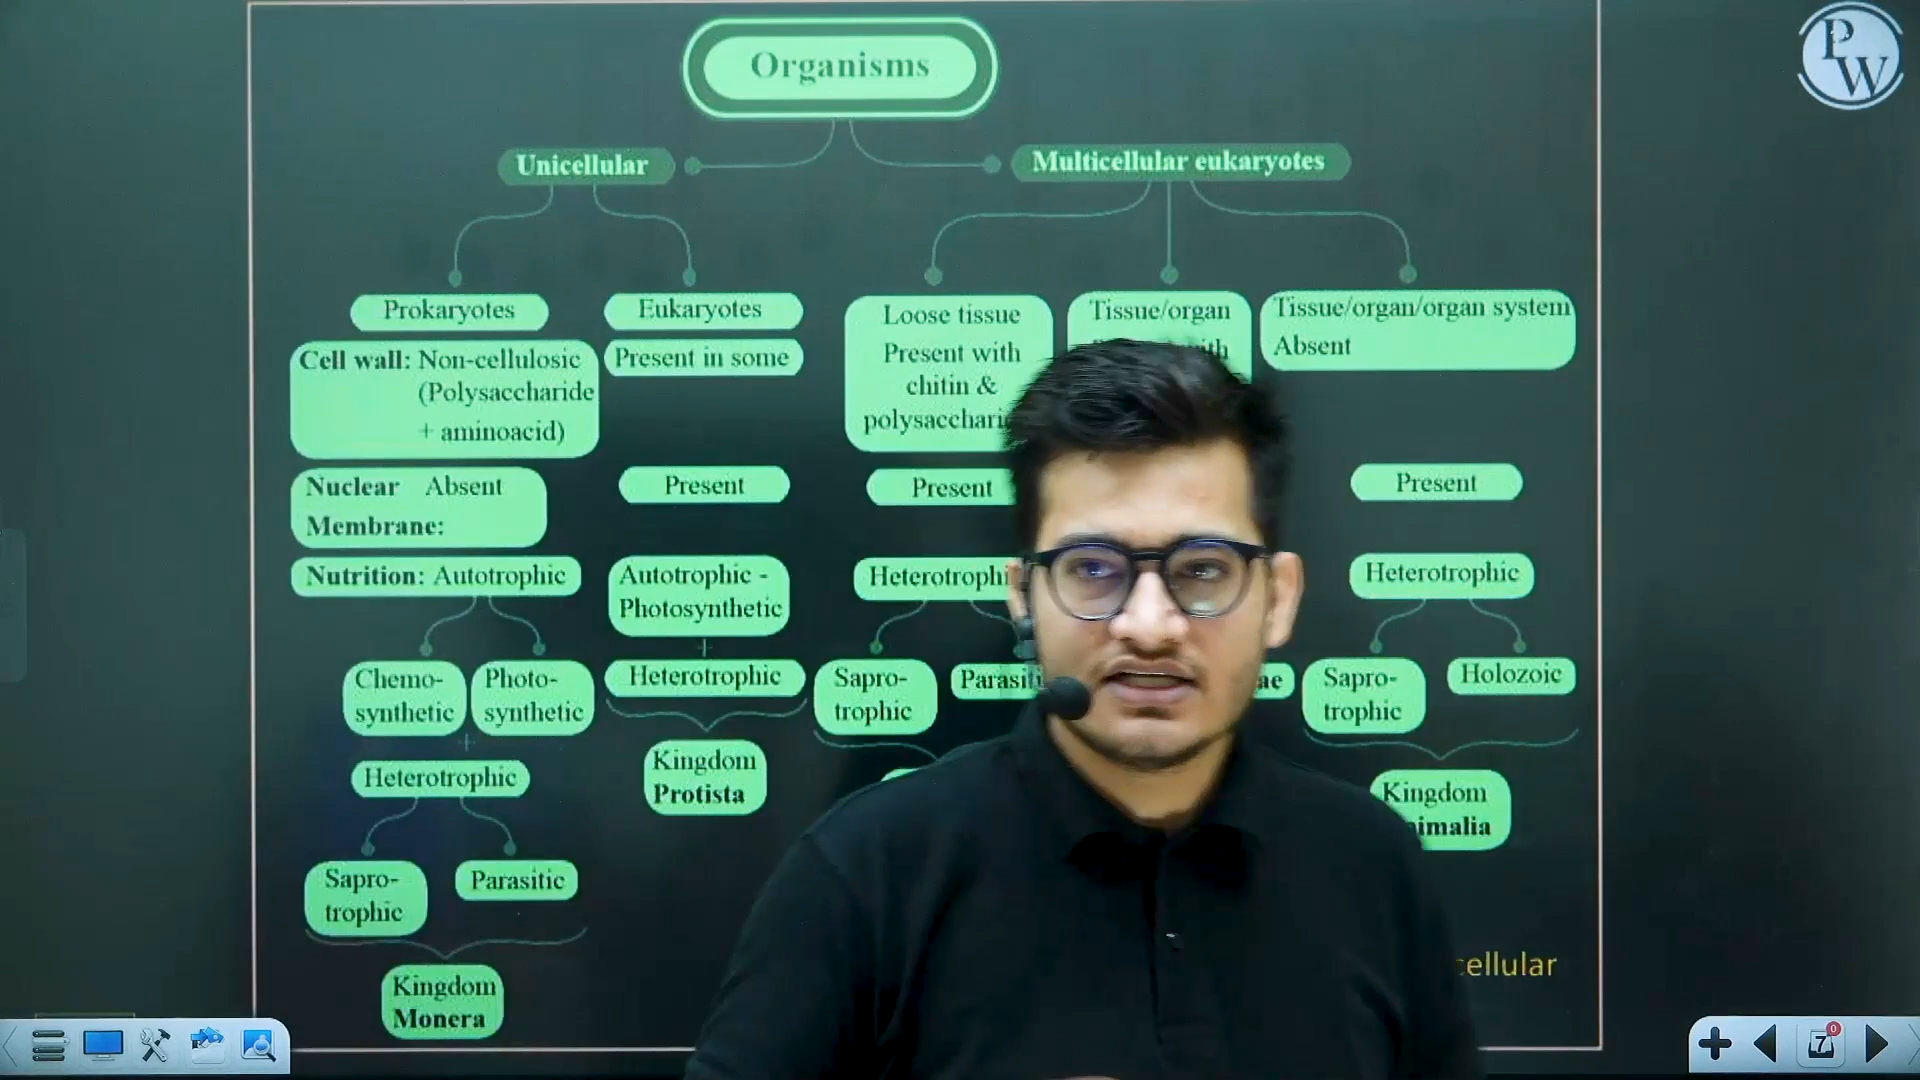 Organisms
PW
Unicellular
Multicellular eukaryotes
Prokaryotes
Eukaryotes
Loose tissue
Tissue/organ
Tissue/organ/organ system
Cell wall: Non-cellulosic
(Polysaccharide
+ aminoacid)
Present in some
Present with
chitin &
Absent
Nuclear Absent
Membrane:
Present
Present
Present
Nutrition: Autotrophic
Autotrophic -
Photosynthetic
Heterotrophic
Chemo-
synthetic
Photo-
synthetic
+
Heterotrophic
Sapro-
trophic
Sapro-
trophic
Holozoic
+
Heterotrophic
Kingdom
Protista
Kingdom
Sapro-
trophic
Parasitic
Kingdom
Monera
7
0